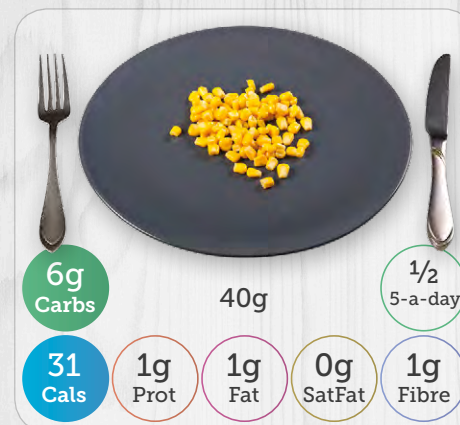 6g
Carbs
40g
½
5-a-day
31
Cals
1g
Prot
1g
Fat
0g
SatFat
1g
Fibre